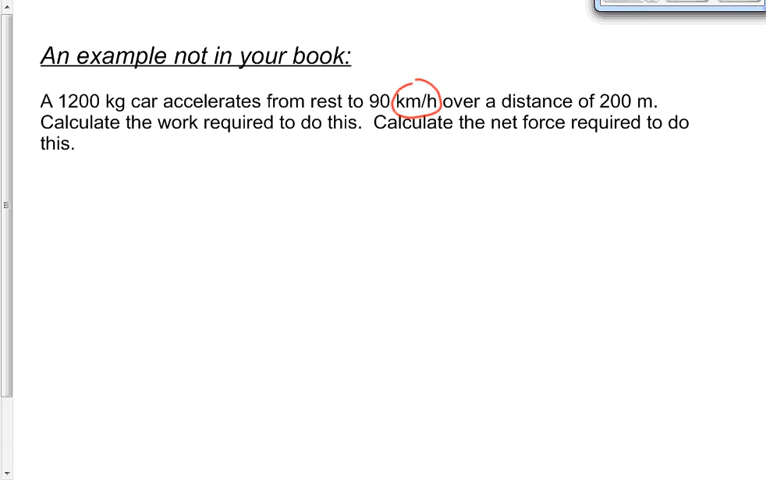 An example not in your book:
A 1200 kg car accelerates from rest to 90 km/h over a distance of 200 m.
Calculate the work required to do this.  Calculate the net force required to do
this.